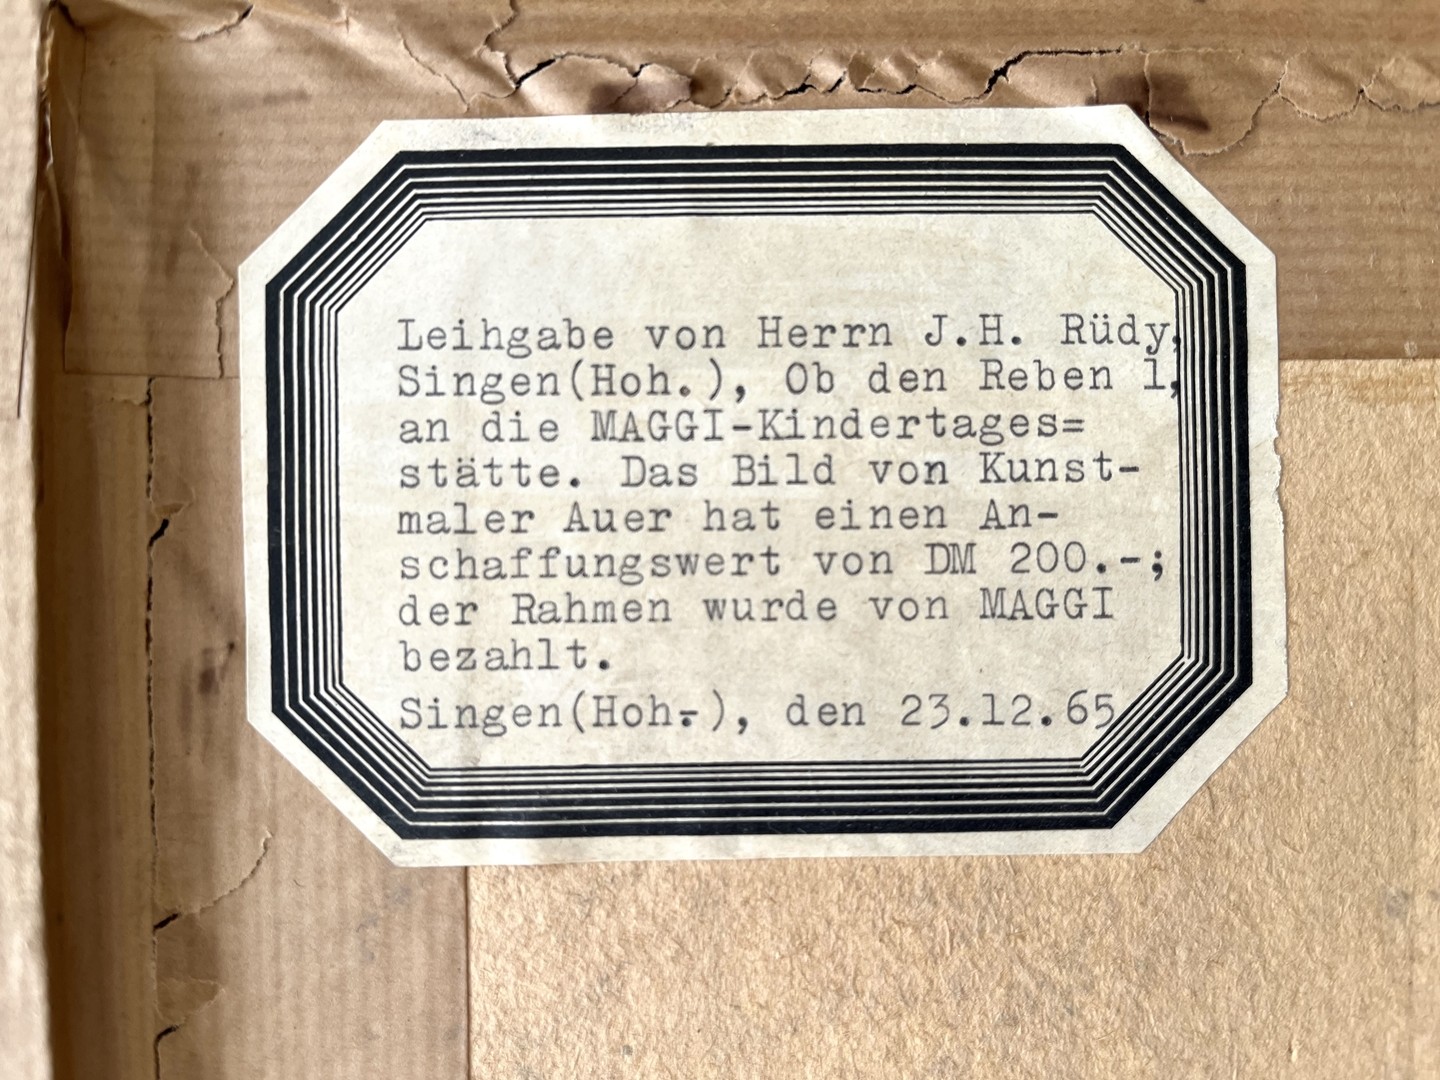 Leihgabe von Herrn J.H. Rüdy,
Singen(Hoh.), Ob den Reben 1,
an die MAGGI-Kindertages=
stätte. Das Bild von Kunst-
maler Auer hat einen An-
schaffungswert von DM 200.-;
der Rahmen wurde von MAGGI
bezahlt.
Singen(Hoh.), den 23.12.65